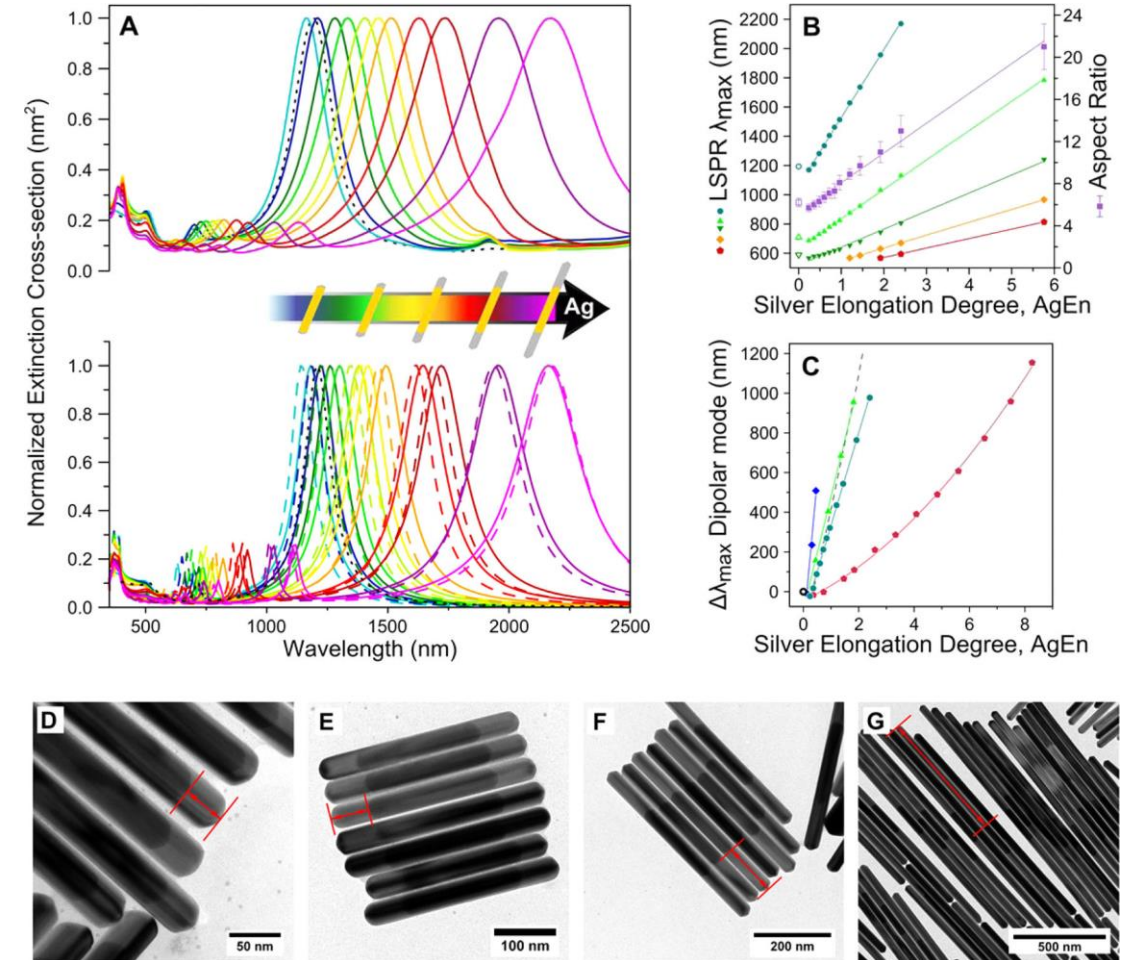 A
Normalized Extinction Cross-section (nm²)
1.0
0.8
0.6
0.4
0.2
0.0
Ag
1.0
0.8
0.6
0.4
0.2
0.0
500
1000
1500
2000
2500
Wavelength (nm)
B
LSPR λmax (nm)
2200
2000
1800
1600
1400
1200
1000
800
600
24
20
16
12
8
4
0
Aspect Ratio
0 1 2 3 4 5 6
Silver Elongation Degree, AgEn
C
Δλmax Dipolar mode (nm)
1200
1000
800
600
400
200
0
0 2 4 6 8
Silver Elongation Degree, AgEn
D
50 nm
E
100 nm
F
200 nm
G
500 nm